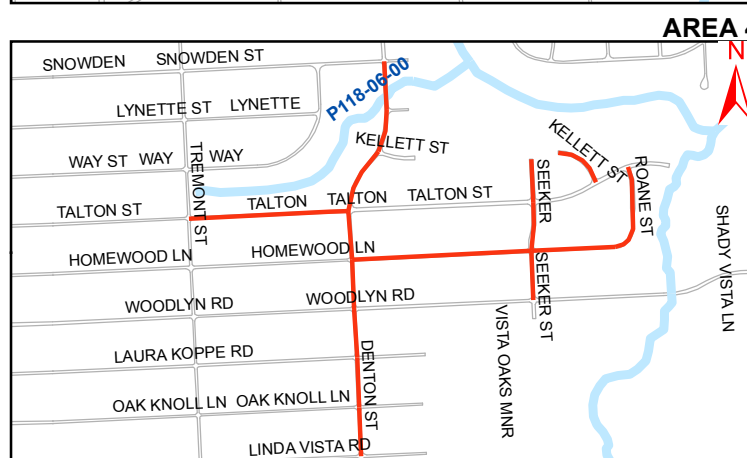 AREA 4
N
SNOWDEN SNOWDEN ST
P118-06-00
LYNETTE ST LYNETTE
KELLETT ST
KELLETT ST
WAY ST WAY WAY
TREMONT ST
SEEKER
ROANE ST
TALTON ST TALTON TALTON TALTON ST
SHADY VISTA LN
HOMEWOOD LN HOMEWOOD LN
SEEKER ST
WOODLYN RD WOODLYN RD
VISTA OAKS MNR
LAURA KOPPE RD
DENTON ST
OAK KNOLL LN OAK KNOLL LN
LINDA VISTA RD